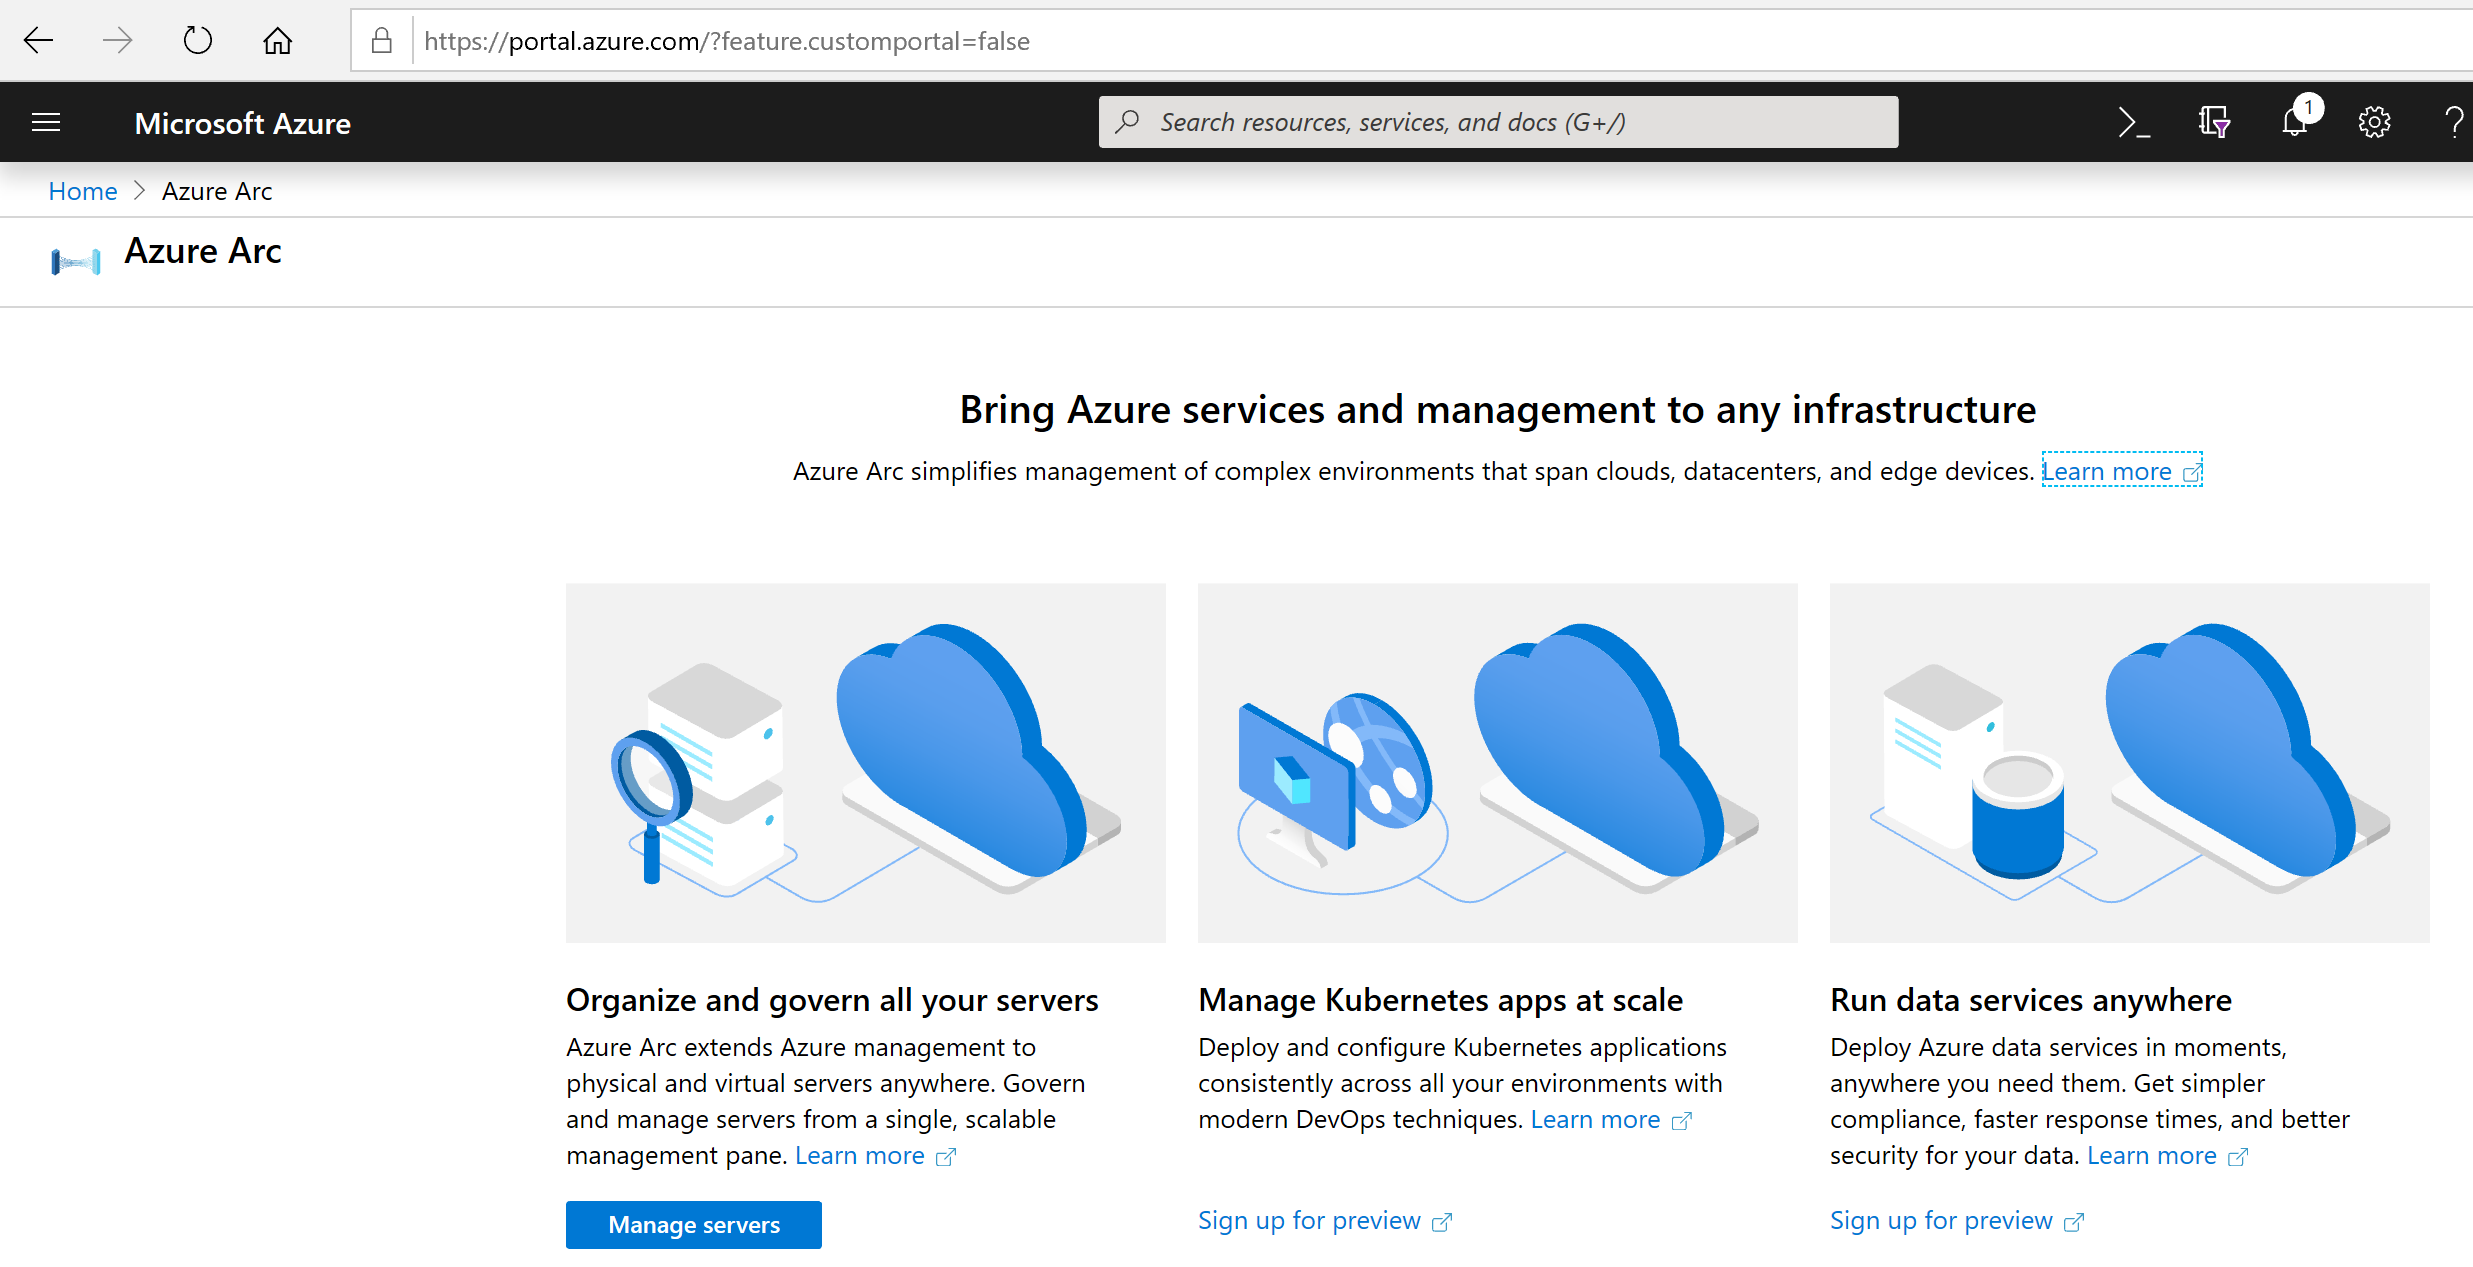 https://portal.azure.com/?feature.customportal=false
Microsoft Azure
Search resources, services, and docs (G+/)
1
?
Home > Azure Arc
Azure Arc
Bring Azure services and management to any infrastructure
Azure Arc simplifies management of complex environments that span clouds, datacenters, and edge devices. Learn more
Organize and govern all your servers
Azure Arc extends Azure management to
physical and virtual servers anywhere. Govern
and manage servers from a single, scalable
management pane. Learn more
Manage servers
Manage Kubernetes apps at scale
Deploy and configure Kubernetes applications
consistently across all your environments with
modern DevOps techniques. Learn more
Sign up for preview
Run data services anywhere
Deploy Azure data services in moments,
anywhere you need them. Get simpler
compliance, faster response times, and better
security for your data. Learn more
Sign up for preview